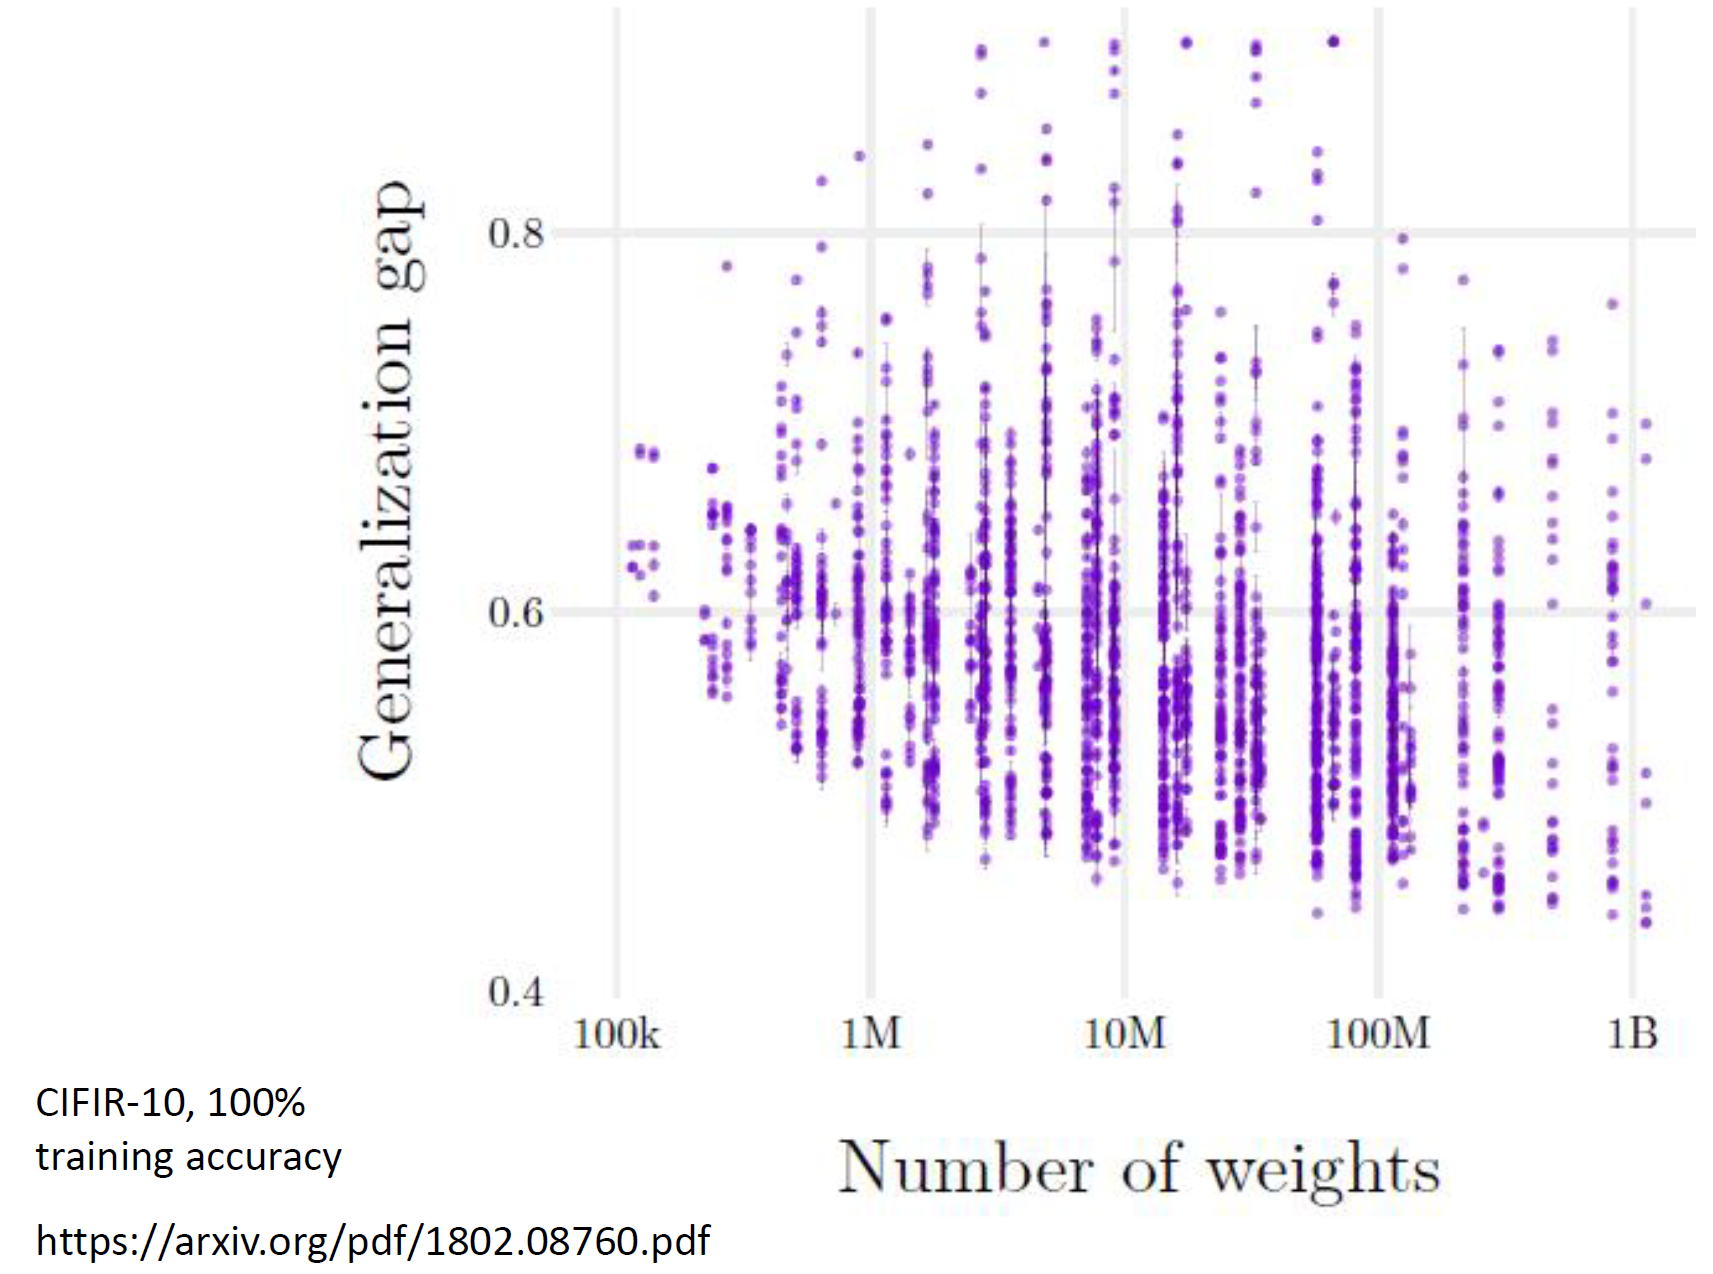 Generalization gap
0.8
0.6
0.4
100k 1M 10M 100M 1B
Number of weights
CIFIR-10, 100%
training accuracy
https://arxiv.org/pdf/1802.08760.pdf